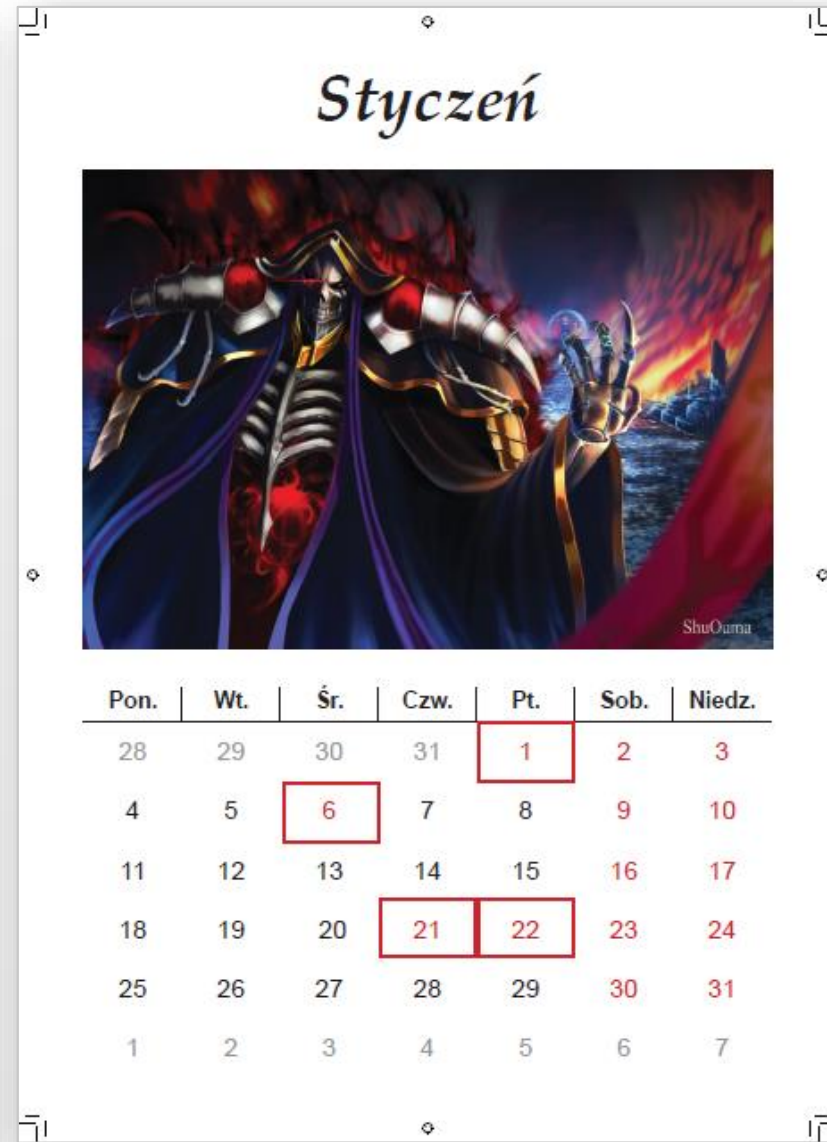 Styczeń
ShuOuma
Pon. Wt. Śr. Czw. Pt. Sob. Niedz.
28 29 30 31 1 2 3
4 5 6 7 8 9 10
11 12 13 14 15 16 17
18 19 20 21 22 23 24
25 26 27 28 29 30 31
1 2 3 4 5 6 7